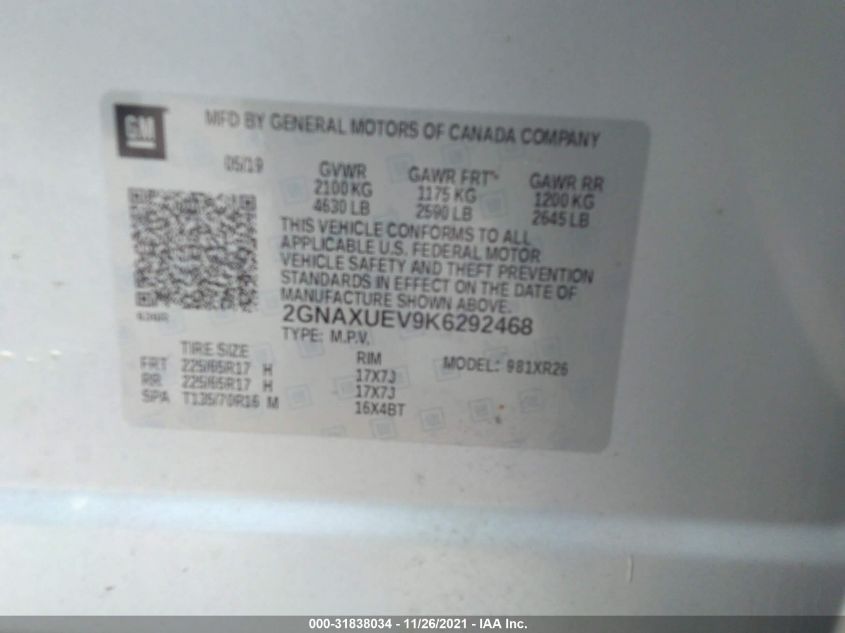 GM
MFD BY GENERAL MOTORS OF CANADA COMPANY
05/19 GVWR GAWR FRT GAWR RR
2100 KG 1175 KG 1200 KG
4630 LB 2590 LB 2645 LB
THIS VEHICLE CONFORMS TO ALL
APPLICABLE U.S. FEDERAL MOTOR
VEHICLE SAFETY AND THEFT PREVENTION
STANDARDS IN EFFECT ON THE DATE OF
MANUFACTURE SHOWN ABOVE.
2GNAXUEV9K6292468
TYPE: M.P.V.
TIRE SIZE RIM MODEL: 981XR26
FRT 225/65R17 H 17X7J
RR 225/65R17 H 17X7J
SPA T135/70R16 M 16X4BT
000-31838034 - 11/26/2021 - IAA Inc.